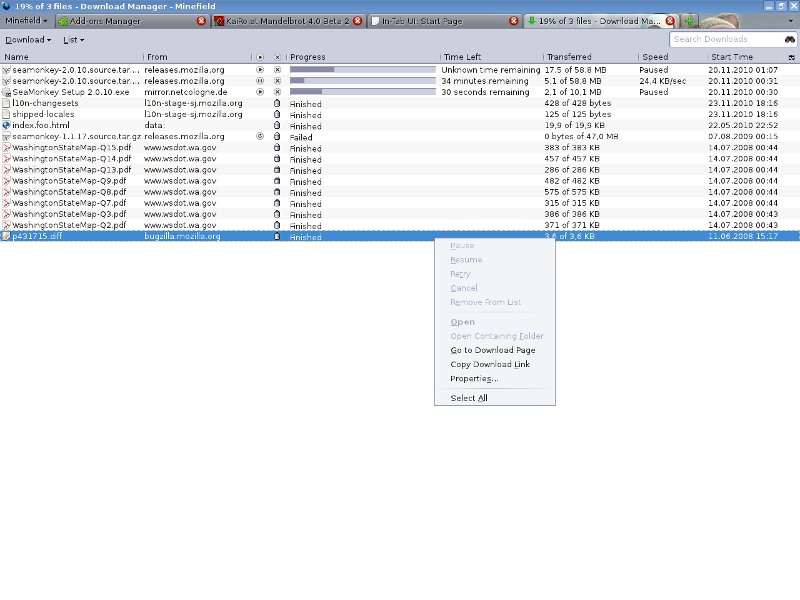 19% of 3 files - Download Manager - Minefield
Minefield Add-ons Manager KaiRo.at Mandelbrot 4.0 Beta 2 In-Tab UI: Start Page 19% of 3 files - Download Ma...
Download List Search Downloads
Name From Progress Time Left Transferred Speed Start Time
seamonkey-2.0.10.source.tar.... releases.mozilla.org Unknown time remaining 17,5 of 58,8 MB Paused 20.11.2010 01:07
seamonkey-2.0.10.source.tar.... releases.mozilla.org 34 minutes remaining 5,1 of 58,8 MB 24,4 KB/sec 20.11.2010 00:31
SeaMonkey Setup 2.0.10.exe mirror.netcologne.de 30 seconds remaining 2,1 of 10,1 MB Paused 20.11.2010 00:30
l10n-changesets l10n-stage-sj.mozilla.org Finished 428 of 428 bytes 23.11.2010 18:16
shipped-locales l10n-stage-sj.mozilla.org Finished 125 of 125 bytes 23.11.2010 18:16
index.foo.html data: Finished 19,9 of 19,9 KB 22.05.2010 22:52
seamonkey-1.1.17.source.tar.gz releases.mozilla.org Failed 0 bytes of 47,0 MB 07.08.2009 00:15
WashingtonStateMap-Q15.pdf www.wsdot.wa.gov Finished 383 of 383 KB 14.07.2008 00:44
WashingtonStateMap-Q14.pdf www.wsdot.wa.gov Finished 457 of 457 KB 14.07.2008 00:44
WashingtonStateMap-Q13.pdf www.wsdot.wa.gov Finished 286 of 286 KB 14.07.2008 00:44
WashingtonStateMap-Q9.pdf www.wsdot.wa.gov Finished 482 of 482 KB 14.07.2008 00:44
WashingtonStateMap-Q8.pdf www.wsdot.wa.gov Finished 575 of 575 KB 14.07.2008 00:44
WashingtonStateMap-Q7.pdf www.wsdot.wa.gov Finished 315 of 315 KB 14.07.2008 00:44
WashingtonStateMap-Q3.pdf www.wsdot.wa.gov Finished 386 of 386 KB 14.07.2008 00:43
WashingtonStateMap-Q2.pdf www.wsdot.wa.gov Finished 371 of 371 KB 14.07.2008 00:43
p431715.diff bugzilla.mozilla.org Finished 3,6 of 3,6 KB 11.06.2008 15:17
Pause
Resume
Retry
Cancel
Remove From List
Open
Open Containing Folder
Go to Download Page
Copy Download Link
Properties...
Select All